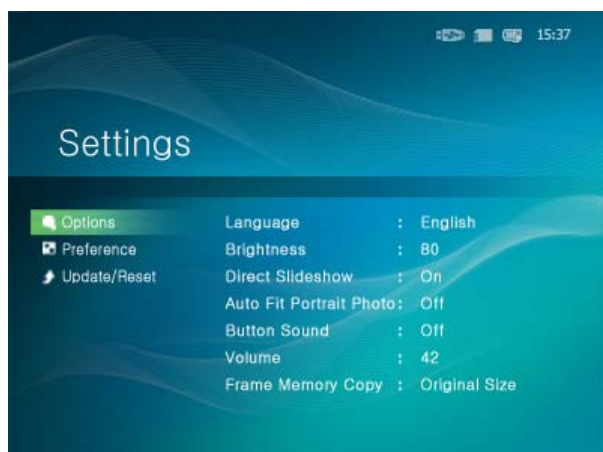 15:37
Settings
Options
Preference
Update/Reset
Language : English
Brightness : 80
Direct Slideshow : On
Auto Fit Portrait Photo : Off
Button Sound : Off
Volume : 42
Frame Memory Copy : Original Size